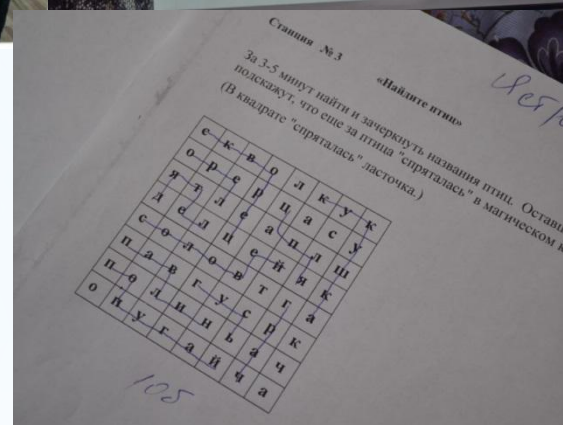 Станция № 3
«Найдите птиц»
За 3-5 минут найти и зачеркнуть названия птиц.
подскажут, что еще за птица "спряталась" в магическом
(В квадрате "спряталась" ласточка.)
с к в о л к у к
о р е р ц а с у
я т л е а п л ш
д е л ц е й я к
с о л о в т г а
п а в г у с р к
п о л и н ь а ч
о п у г а й ч а
105